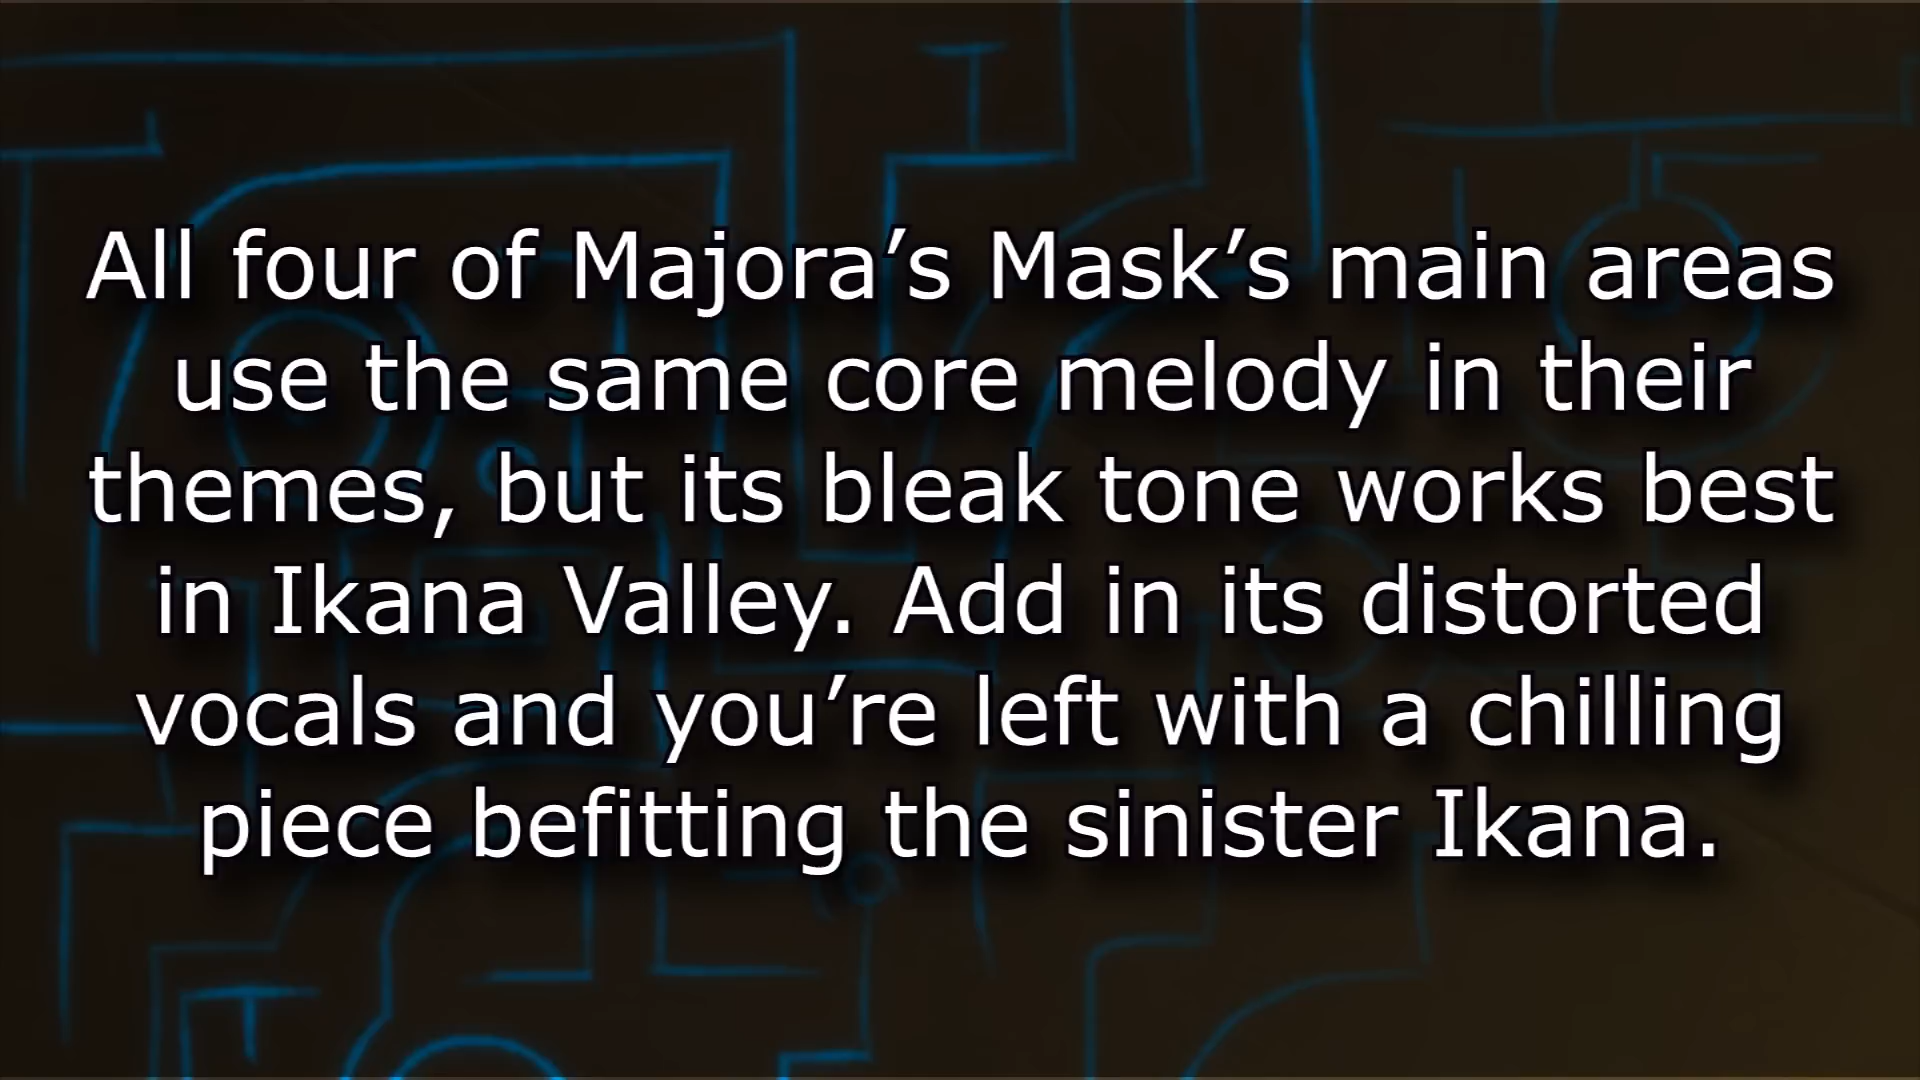 All four of Majora’s Mask’s main areas
use the same core melody in their
themes, but its bleak tone works best
in Ikana Valley. Add in its distorted
vocals and you’re left with a chilling
piece befitting the sinister Ikana.